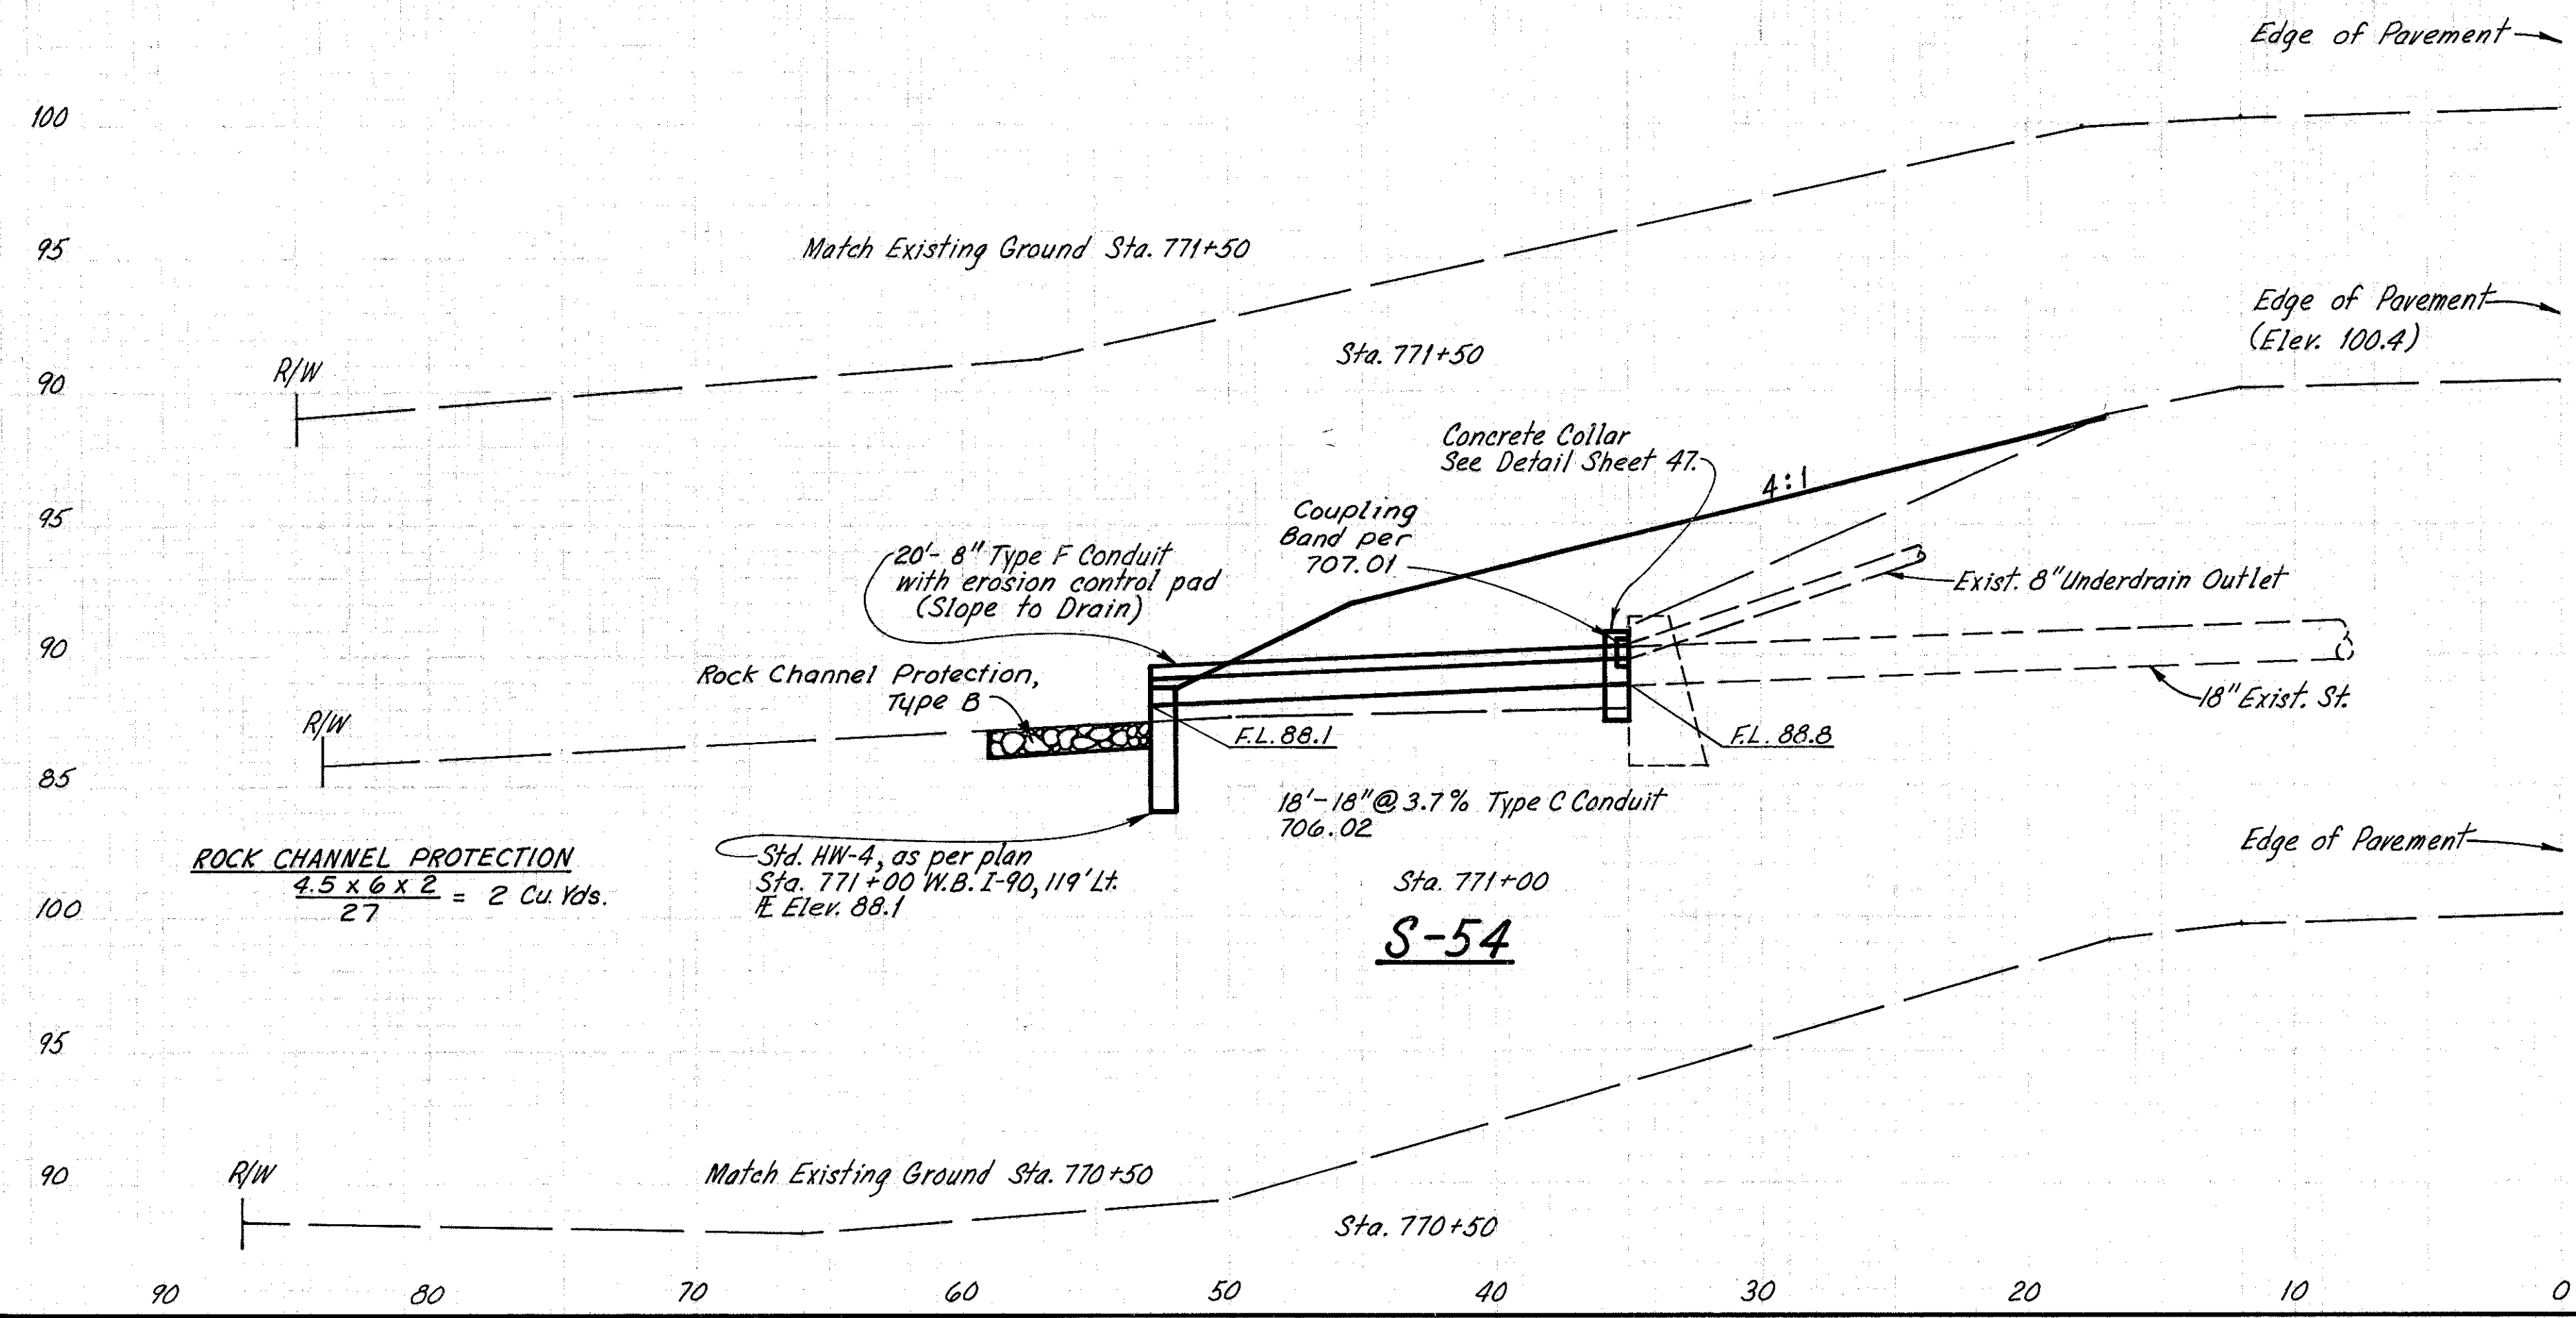 Edge of Pavement
100
95
Match Existing Ground Sta. 771+50
Edge of Pavement
(Elev. 100.4)
Sta. 771+50
R/W
90
Concrete Collar
See Detail Sheet 47.
4:1
95
Coupling
Band per
707.01
20'- 8" Type F Conduit
with erosion control pad
(Slope to Drain)
Exist. 8" Underdrain Outlet
90
Rock Channel Protection,
Type B
18" Exist. St.
R/W
F.L. 88.1
F.L. 88.8
85
18'-18" @ 3.7% Type C Conduit
706.02
Edge of Pavement
ROCK CHANNEL PROTECTION
4.5 x 6 x 2
27
= 2 Cu. Yds.
Std. HW-4, as per plan
Sta. 771+00 W.B. I-90, 119' Lt.
Elev. 88.1
Sta. 771+00
100
S-54
95
90
R/W
Match Existing Ground Sta. 770+50
Sta. 770+50
90 80 70 60 50 40 30 20 10 0